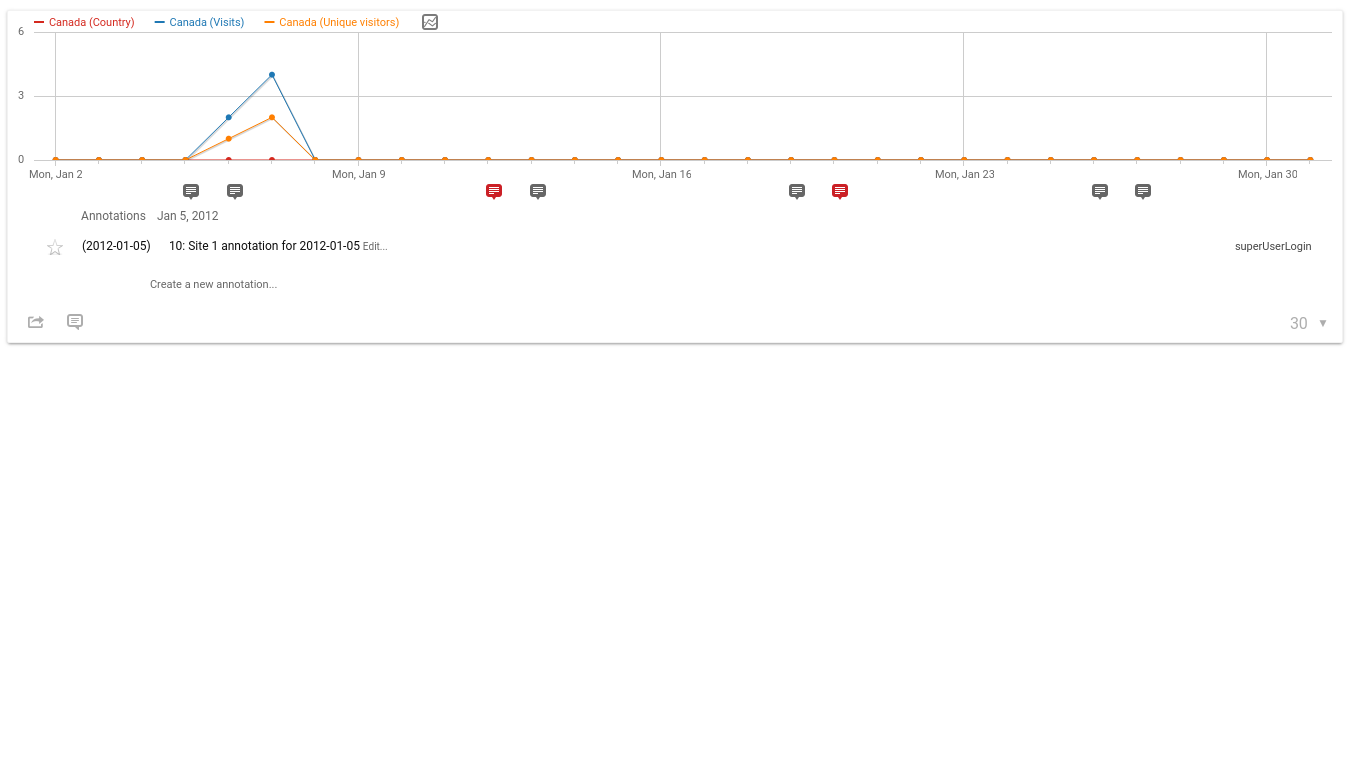 Canada (Country) Canada (Visits) Canada (Unique visitors)
6
3
0
Mon, Jan 2 Mon, Jan 9 Mon, Jan 16 Mon, Jan 23 Mon, Jan 30
Annotations Jan 5, 2012
(2012-01-05) 10: Site 1 annotation for 2012-01-05 Edit... superUserLogin
Create a new annotation...
30